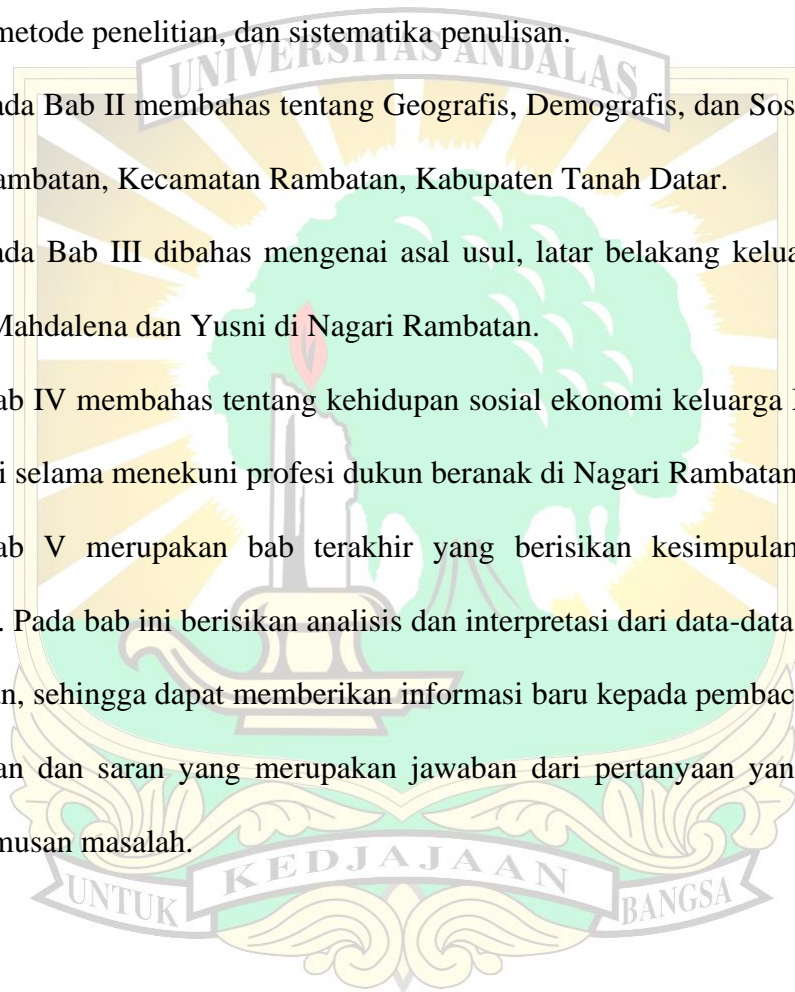 metode penelitian, dan sistematika penulisan.
UNIVERSITAS ANDALAS
ada Bab II membahas tentang Geografis, Demografis, dan Sos
ambatan, Kecamatan Rambatan, Kabupaten Tanah Datar.
ada Bab III dibahas mengenai asal usul, latar belakang kelua
Mahdalena dan Yusni di Nagari Rambatan.
ab IV membahas tentang kehidupan sosial ekonomi keluarga
i selama menekuni profesi dukun beranak di Nagari Rambatan
ab V merupakan bab terakhir yang berisikan kesimpulan
. Pada bab ini berisikan analisis dan interpretasi dari data-data
an, sehingga dapat memberikan informasi baru kepada pembac
an dan saran yang merupakan jawaban dari pertanyaan yan
musan masalah.
UNTUK KEDJAJAAN BANGSA